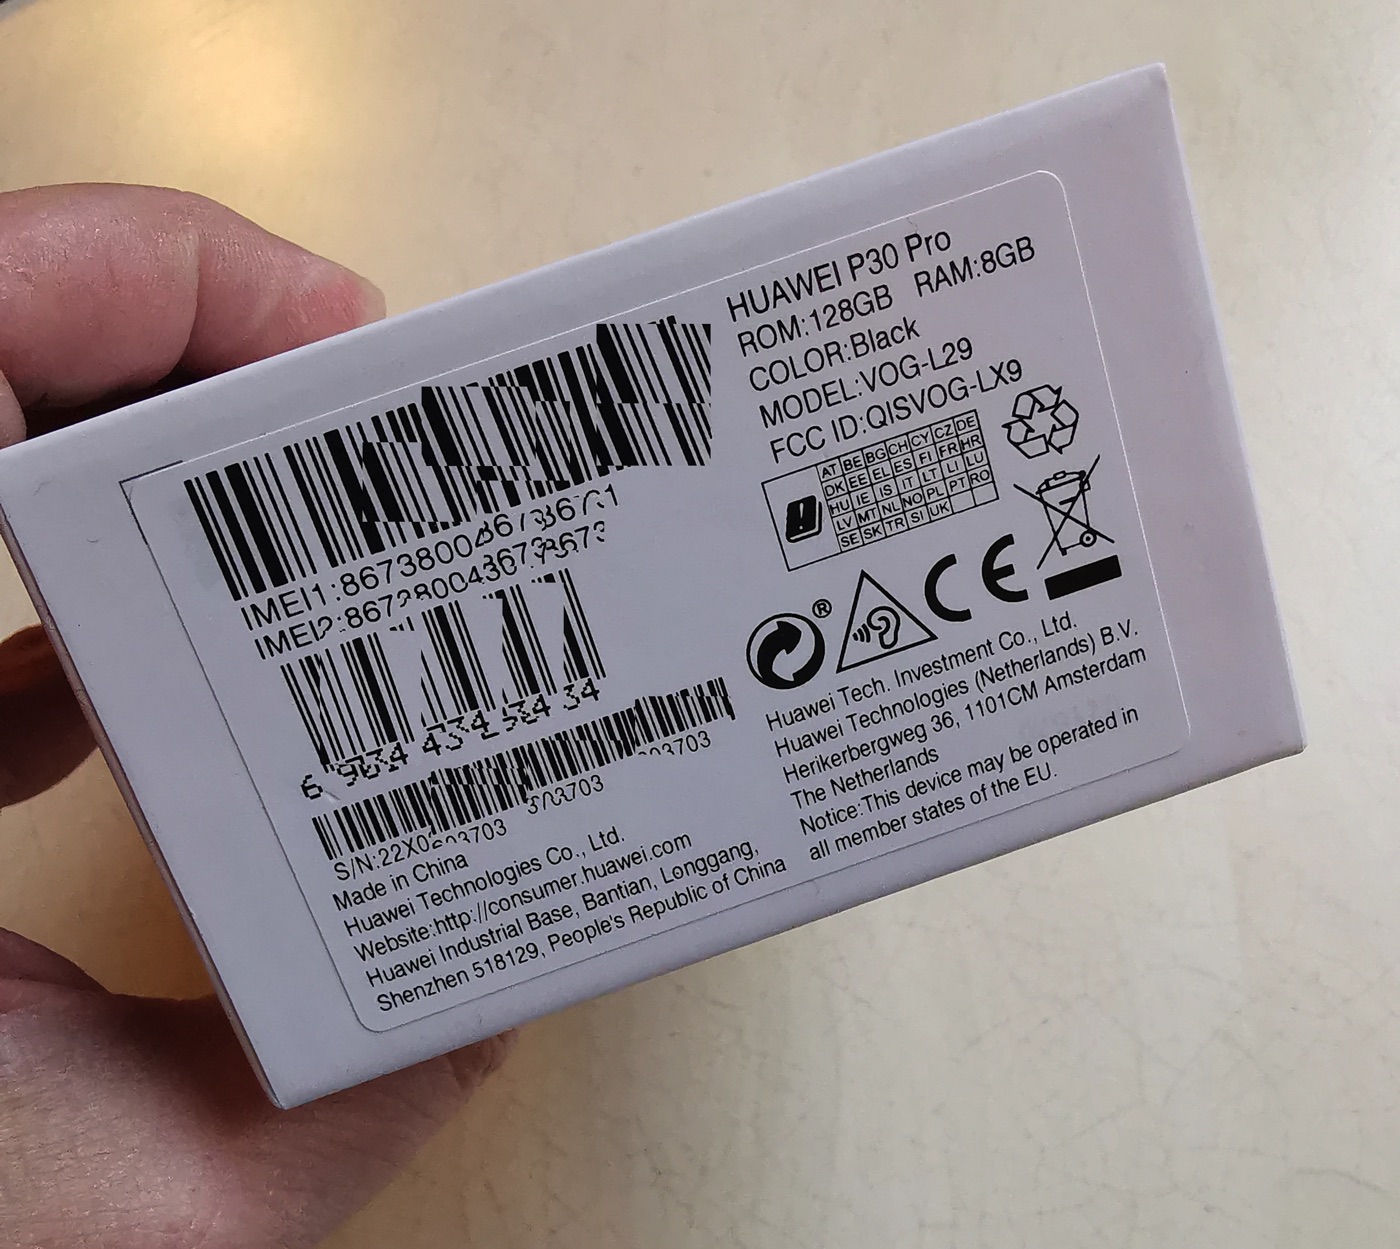 HUAWEI P30 Pro
ROM:128GB RAM:8GB
COLOR:Black
MODEL:VOG-L29
FCC ID:QISVOG-LX9
AT BE BG CH CY CZ DE
DK EE EL ES FI FR HR
HU IE IS IT LT LI LU
LV MT NL NO PL PT RO
SE SK TR SI UK
®
CE
Huawei Tech. Investment Co., Ltd.
Huawei Technologies (Netherlands) B.V.
Herikerbergweg 36, 1101CM Amsterdam
The Netherlands
Notice:This device may be operated in
all member states of the EU.
IMEI1:
IMEI2:
S/N:
Made in China
Huawei Technologies Co., Ltd.
Website:http://consumer.huawei.com
Huawei Industrial Base, Bantian, Longgang,
Shenzhen 518129, People's Republic of China